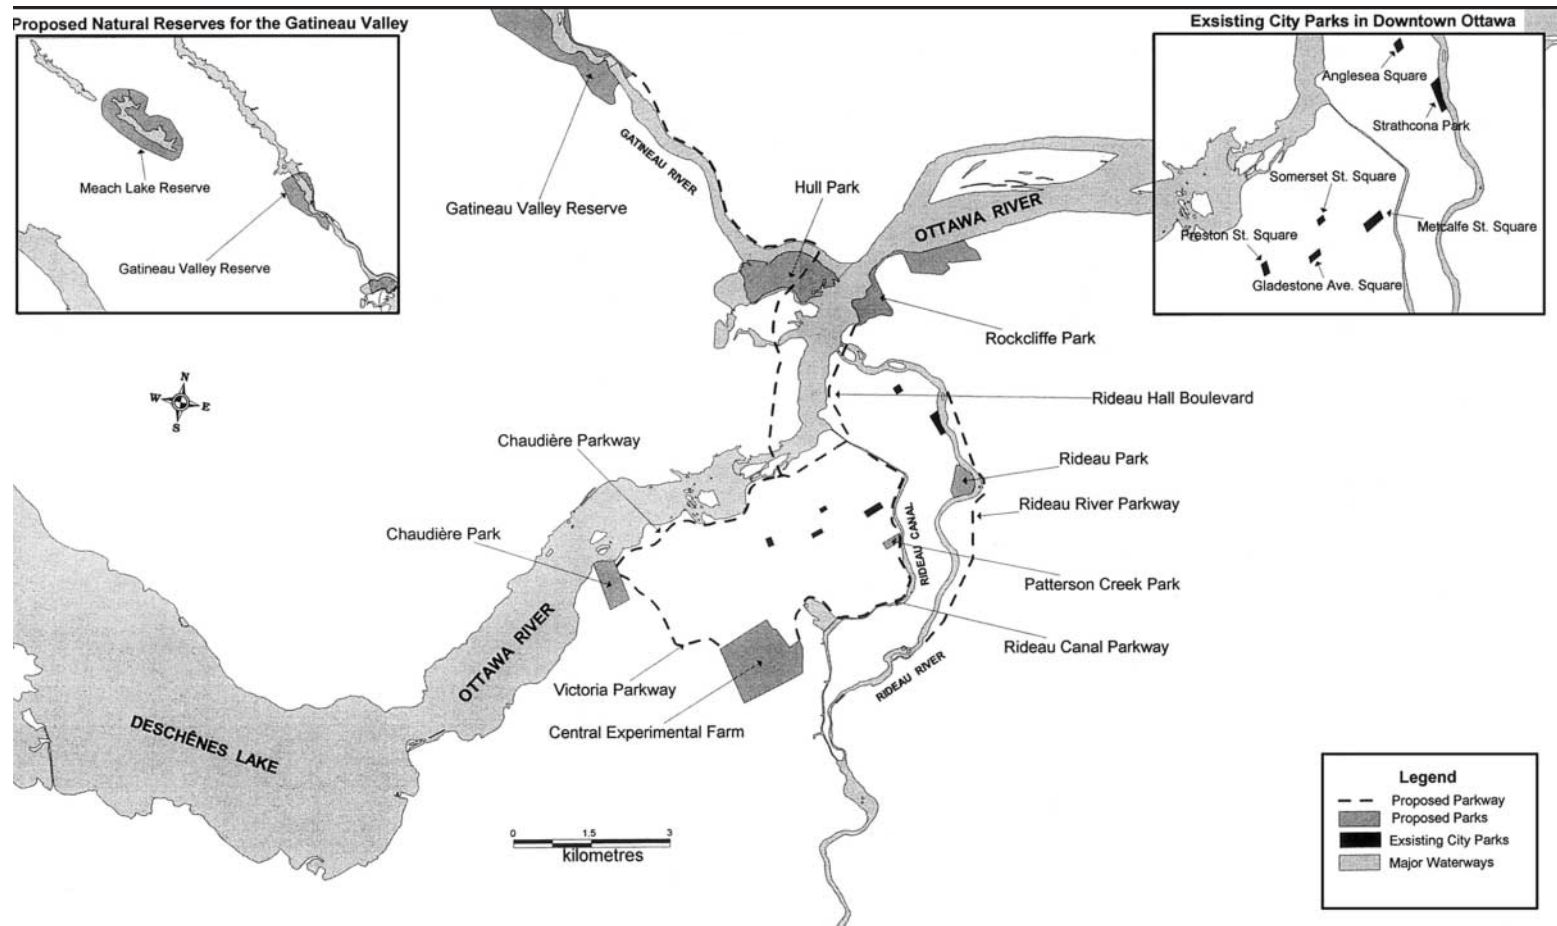 Proposed Natural Reserves for the Gatineau Valley
Meach Lake Reserve
Gatineau Valley Reserve
Exsisting City Parks in Downtown Ottawa
Anglesea Square
Strathcona Park
Somerset St. Square
Metcalfe St. Square
Preston St. Square
Gladestone Ave. Square
GATINEAU RIVER
Hull Park
Gatineau Valley Reserve
OTTAWA RIVER
Rockcliffe Park
N
W
E
S
Rideau Hall Boulevard
Chaudière Parkway
Rideau Park
Rideau River Parkway
Chaudière Park
RIDEAU CANAL
Patterson Creek Park
Rideau Canal Parkway
OTTAWA RIVER
RIDEAU RIVER
Victoria Parkway
Central Experimental Farm
DESCHÊNES LAKE
0 1.5 3
kilometres
Legend
Proposed Parkway
Proposed Parks
Exsisting City Parks
Major Waterways